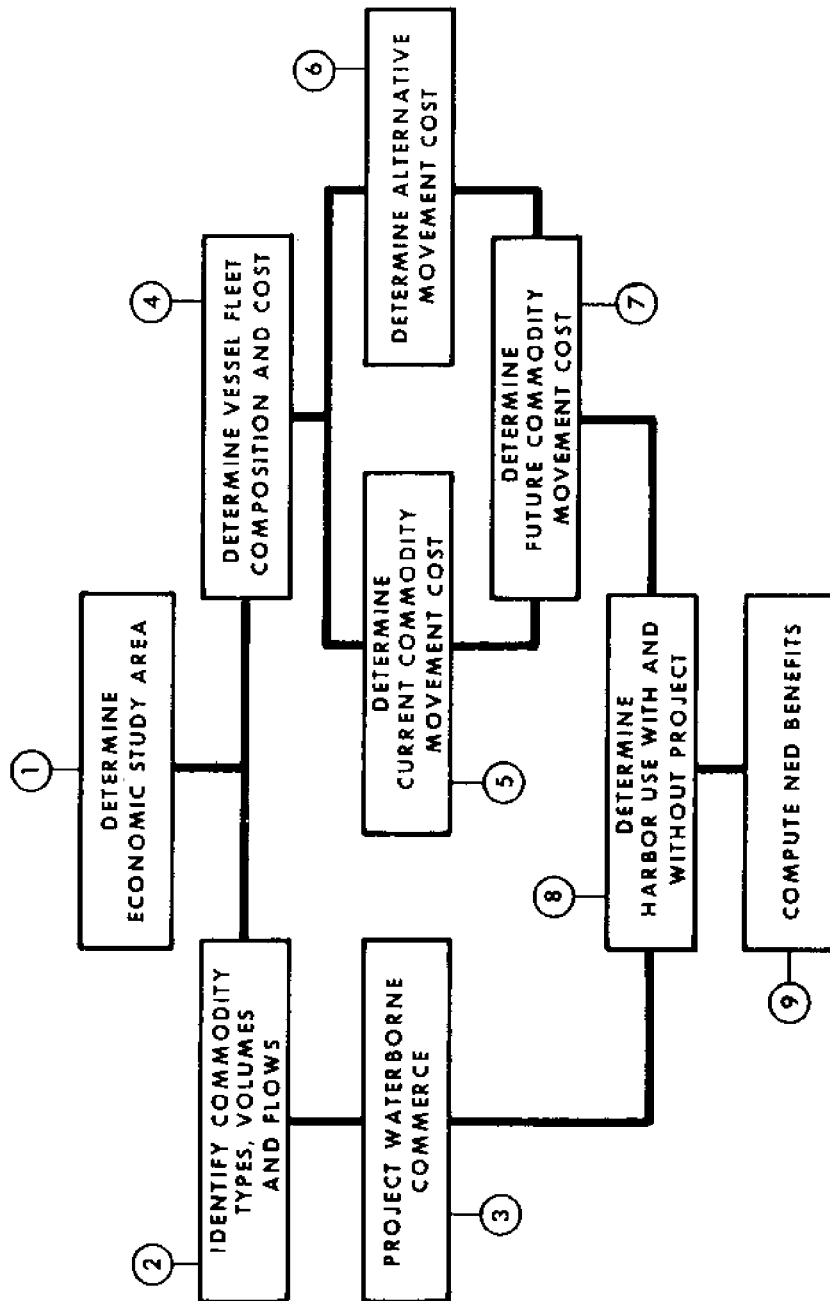 1
DETERMINE
ECONOMIC STUDY AREA
2
IDENTIFY COMMODITY
TYPES, VOLUMES
AND FLOWS
3
PROJECT WATERBORNE
COMMERCE
4
DETERMINE VESSEL FLEET
COMPOSITION AND COST
5
DETERMINE
CURRENT COMMODITY
MOVEMENT COST
6
DETERMINE ALTERNATIVE
MOVEMENT COST
7
DETERMINE
FUTURE COMMODITY
MOVEMENT COST
8
DETERMINE
HARBOR USE WITH AND
WITHOUT PROJECT
9
COMPUTE NED BENEFITS